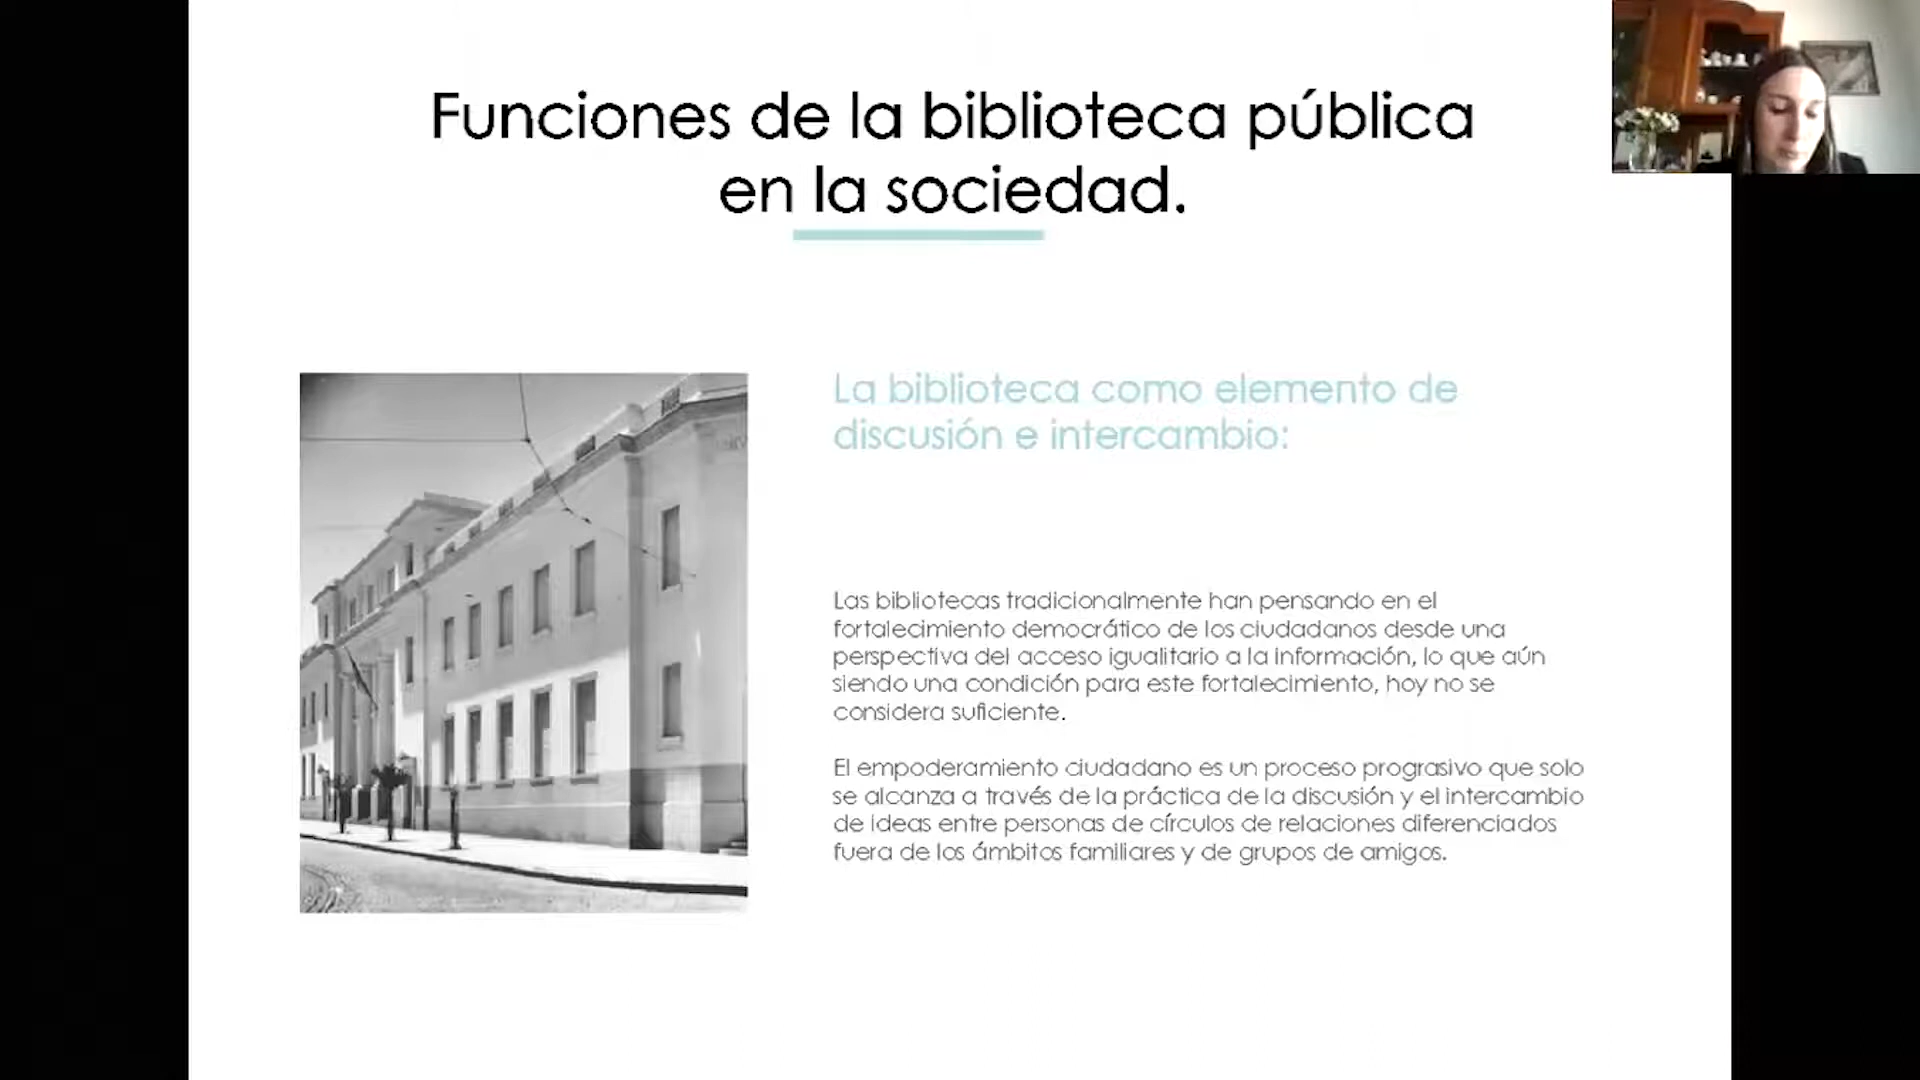 Funciones de la biblioteca pública
en la sociedad.
La biblioteca como elemento de
discusión e intercambio:
Las bibliotecas tradicionalmente han pensando en el
fortalecimiento democrático de los ciudadanos desde una
perspectiva del acceso igualitario a la información, lo que aún
siendo una condición para este fortalecimiento, hoy no se
considera suficiente.
El empoderamiento ciudadano es un proceso prograsivo que solo
se alcanza a través de la práctica de la discusión y el intercambio
de ideas entre personas de círculos de relaciones diferenciados
fuera de los ámbitos familiares y de grupos de amigos.